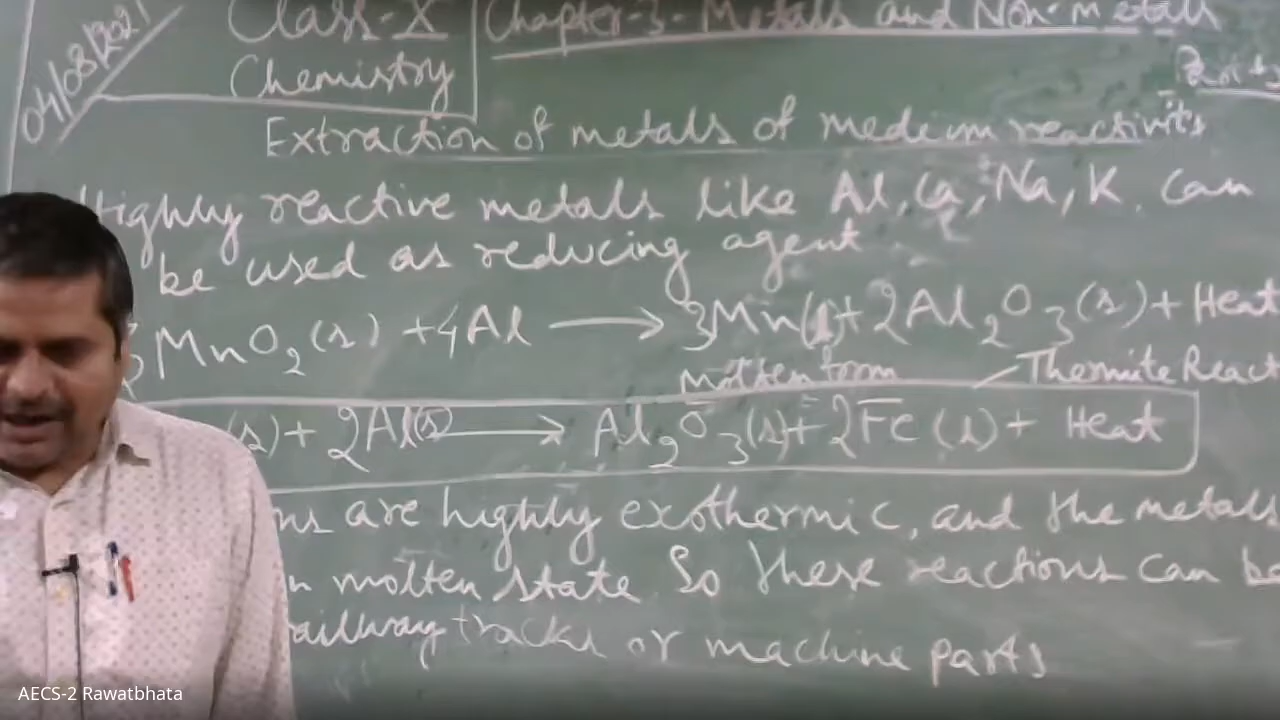 04/08/2021
Class-X Chapter-3- Metals and Non-metals
Chemistry
Extraction of metals of medium reactivity
Highly reactive metals like Al, Ca, Na, K, can
be used as reducing agent
3MnO₂(s) +4Al ⟶ 3Mn(l)+2Al₂O₃(s)+Heat
Molten form Thermite React
(s)+ 2Al(s) ⟶ Al₂O₃(s)+2Fe(l)+ Heat
ns are highly exothermic, and the metals
n molten state. So these reactions can be
railway tracks or machine parts
AECS-2 Rawatbhata